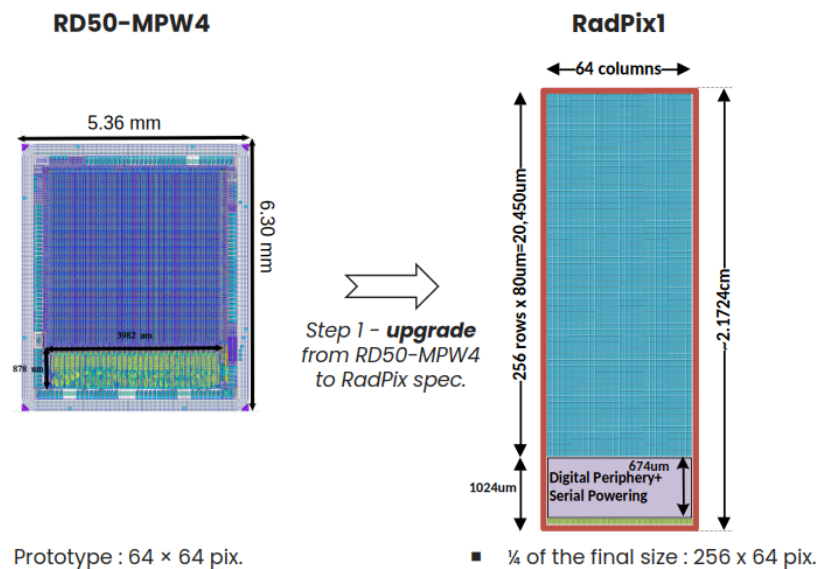 RD50-MPW4
RadPix1
64 columns
5.36 mm
6.30 mm
3982 um
878 um
Step 1 - upgrade
from RD50-MPW4
to RadPix spec.
256 rows x 80um=20,450um
~2.1724cm
1024um
674um
Digital Periphery+
Serial Powering
Prototype : 64 × 64 pix.
■ ¼ of the final size : 256 x 64 pix.